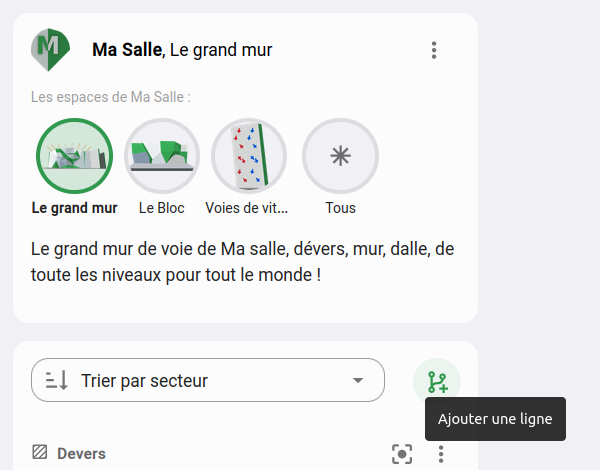 M
Ma Salle, Le grand mur
Les espaces de Ma Salle :
Le grand mur
Le Bloc
Voies de vit...
Tous
Le grand mur de voie de Ma salle, dévers, mur, dalle, de
toute les niveaux pour tout le monde !
Trier par secteur
Ajouter une ligne
Devers